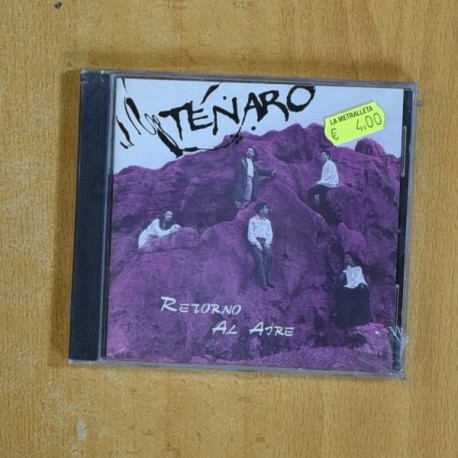 TÉNARO
LA METRALLETA
€ 4,00
RETORNO
AL AIRE